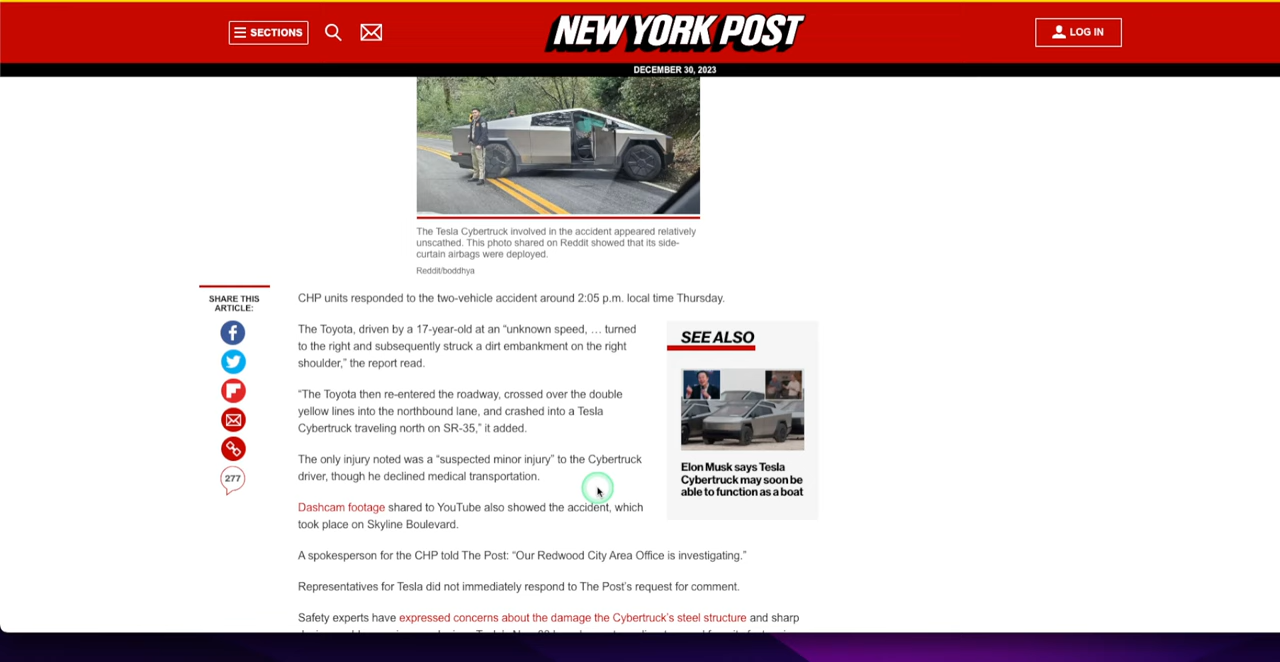 SECTIONS
NEW YORK POST
LOG IN
DECEMBER 30, 2023
The Tesla Cybertruck involved in the accident appeared relatively
unscathed. This photo shared on Reddit showed that its side-
curtain airbags were deployed.
Reddit/boddhya
SHARE THIS
ARTICLE:
277
CHP units responded to the two-vehicle accident around 2:05 p.m. local time Thursday.
The Toyota, driven by a 17-year-old at an “unknown speed, … turned
to the right and subsequently struck a dirt embankment on the right
shoulder,” the report read.
“The Toyota then re-entered the roadway, crossed over the double
yellow lines into the northbound lane, and crashed into a Tesla
Cybertruck traveling north on SR-35,” it added.
The only injury noted was a “suspected minor injury” to the Cybertruck
driver, though he declined medical transportation.
Dashcam footage shared to YouTube also showed the accident, which
took place on Skyline Boulevard.
A spokesperson for the CHP told The Post: “Our Redwood City Area Office is investigating.”
Representatives for Tesla did not immediately respond to The Post’s request for comment.
Safety experts have expressed concerns about the damage the Cybertruck’s steel structure and sharp
SEE ALSO
Elon Musk says Tesla
Cybertruck may soon be
able to function as a boat